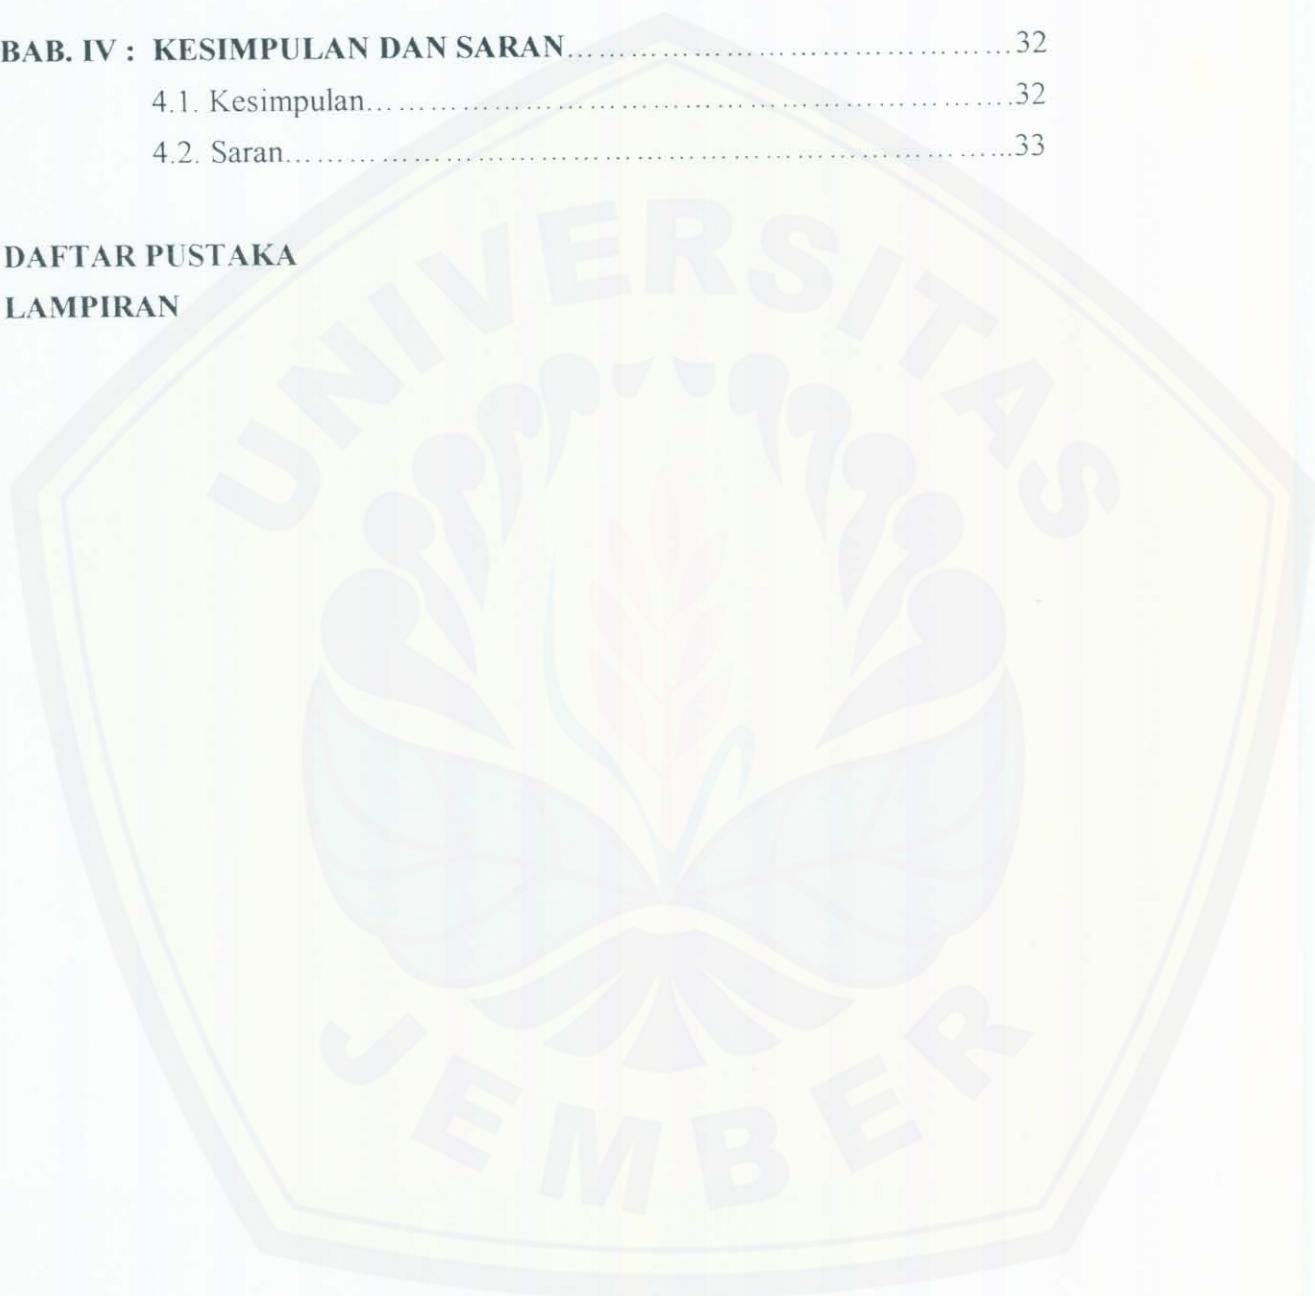 BAB. IV : KESIMPULAN DAN SARAN................................................32
4.1. Kesimpulan................................................................32
4.2. Saran.........................................................................33
DAFTAR PUSTAKA
LAMPIRAN
UNIVERSITAS
JEMBER